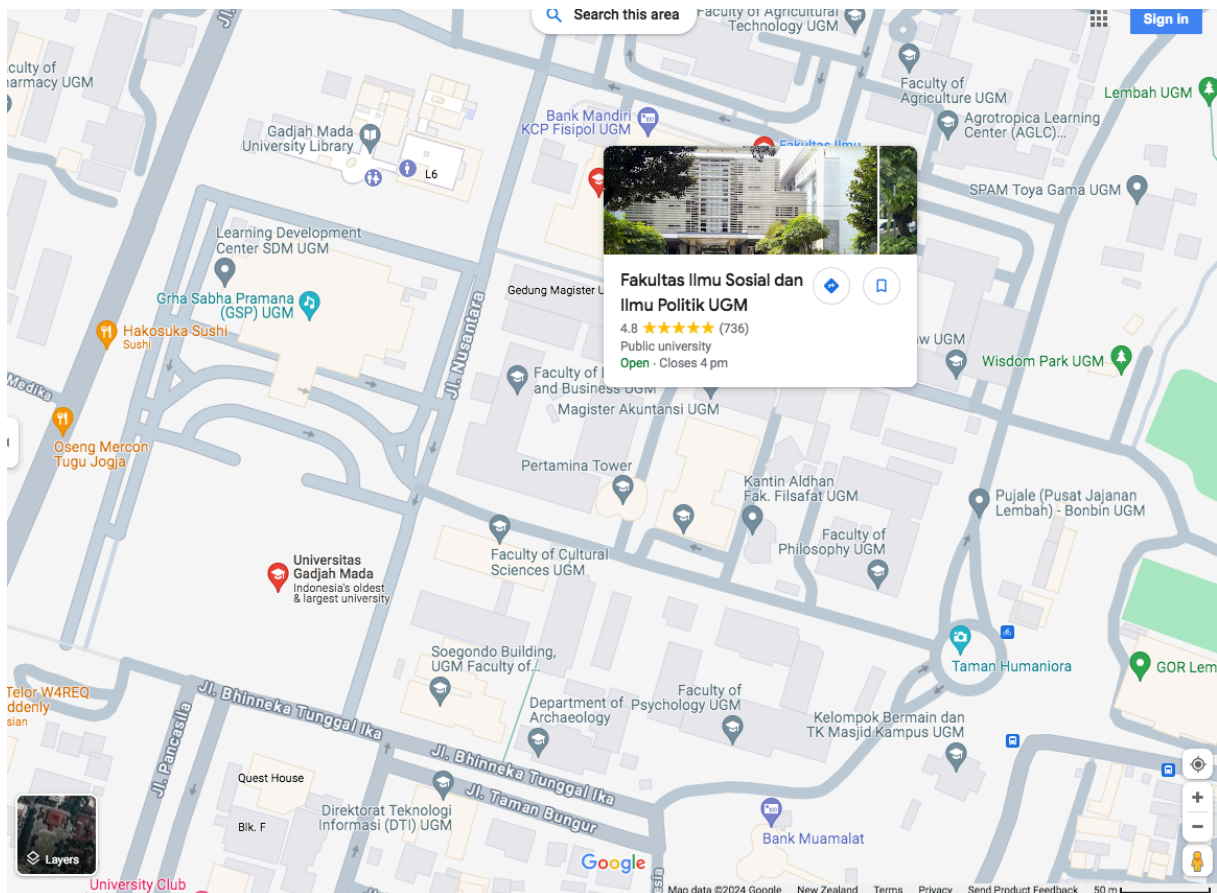 Search this area
Faculty of Agricultural
Technology UGM
Sign in
Jl.
culty of
armacy UGM
Faculty of
Agriculture UGM
Lembah UGM
Bank Mandiri
KCP Fisipol UGM
Gadjah Mada
University Library
L6
Agrotropica Learning
Center (AGLC)...
Fakultas Ilmu
SPAM Toya Gama UGM
Learning Development
Center SDM UGM
Grha Sabha Pramana
(GSP) UGM
Gedung Magister U
Fakultas Ilmu Sosial dan
Ilmu Politik UGM
4.8 (736)
Public university
Open · Closes 4 pm
Hakosuka Sushi
Sushi
Jl. Nusantara
w UGM
Wisdom Park UGM
Medika
Faculty of
and Business UGM
Magister Akuntansi UGM
Oseng Mercon
Tugu Jogja
Pertamina Tower
Kantin Aldhan
Fak. Filsafat UGM
Pujale (Pusat Jajanan
Lembah) - Bonbin UGM
Faculty of
Philosophy UGM
Faculty of Cultural
Sciences UGM
Universitas
Gadjah Mada
Indonesia's oldest
& largest university
Soegondo Building,
UGM Faculty of...
Taman Humaniora
GOR Lem
Telor W4REQ
ddenly
sian
Jl. Bhinneka Tunggal Ika
Department of
Archaeology
Faculty of
Psychology UGM
Kelompok Bermain dan
TK Masjid Kampus UGM
Jl. Pancasila
Jl. Bhinneka Tunggal Ika
Quest House
Jl. Taman Bungur
Direktorat Teknologi
Informasi (DTI) UGM
Blk. F
Bank Muamalat
Layers
Google
University Club
sia
Map data ©2024 Google New Zealand Terms Privacy Send Product Feedback 50 m